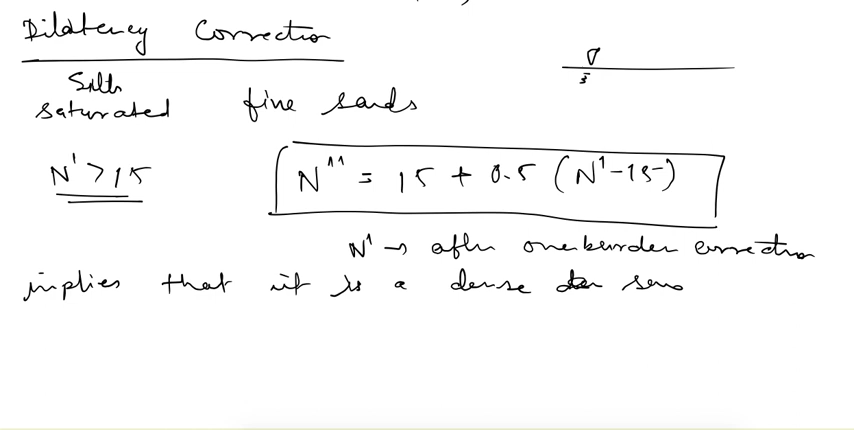 Dilatency Correction
Silts
saturated fine sands
N' > 15
N'' = 15 + 0.5 (N' - 15)
N' → after overburden correction
implies that it is a dense